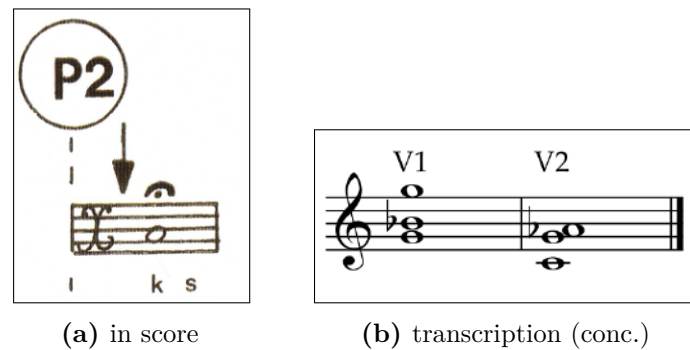 P2
ı k s
V1 V2
(a) in score
(b) transcription (conc.)